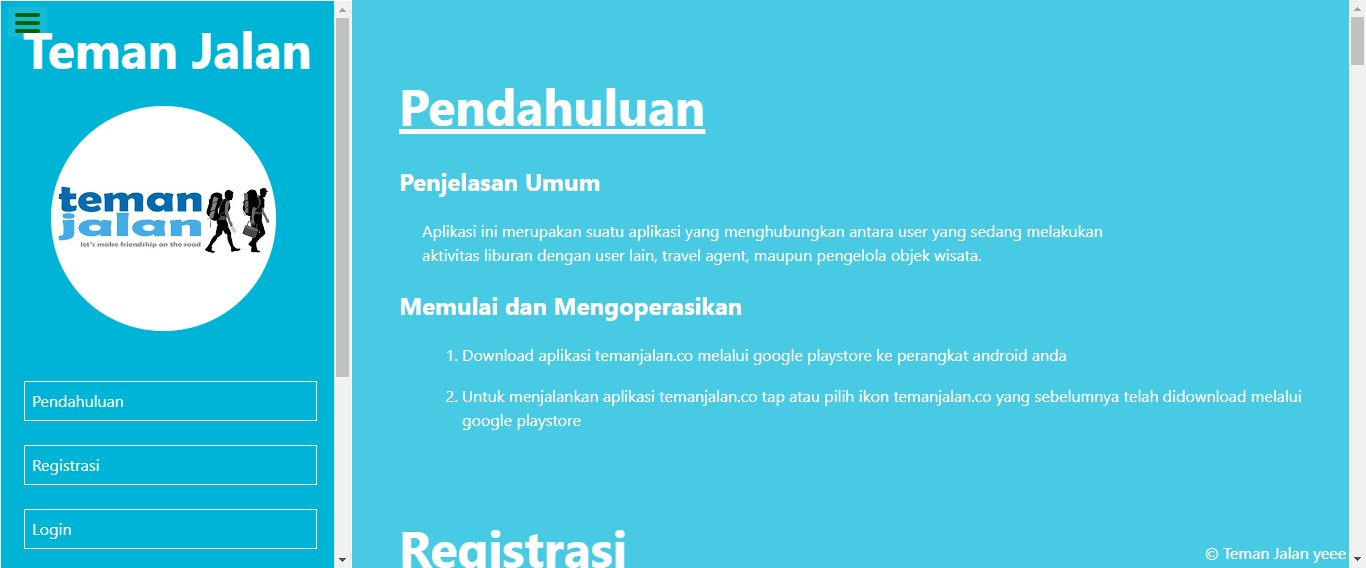 Teman Jalan
teman
jalan
let's make friendship on the road
Pendahuluan
Registrasi
Login
Pendahuluan
Penjelasan Umum
Aplikasi ini merupakan suatu aplikasi yang menghubungkan antara user yang sedang melakukan
aktivitas liburan dengan user lain, travel agent, maupun pengelola objek wisata.
Memulai dan Mengoperasikan
1. Download aplikasi temanjalan.co melalui google playstore ke perangkat android anda
2. Untuk menjalankan aplikasi temanjalan.co tap atau pilih ikon temanjalan.co yang sebelumnya telah didownload melalui
google playstore
Registrasi
© Teman Jalan yeee